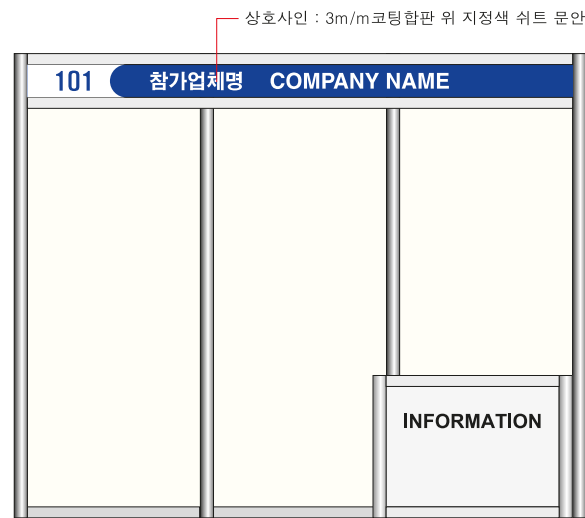 상호사인 : 3m/m코팅합판 위 지정색 쉬트 문안
101 참가업체명 COMPANY NAME
INFORMATION